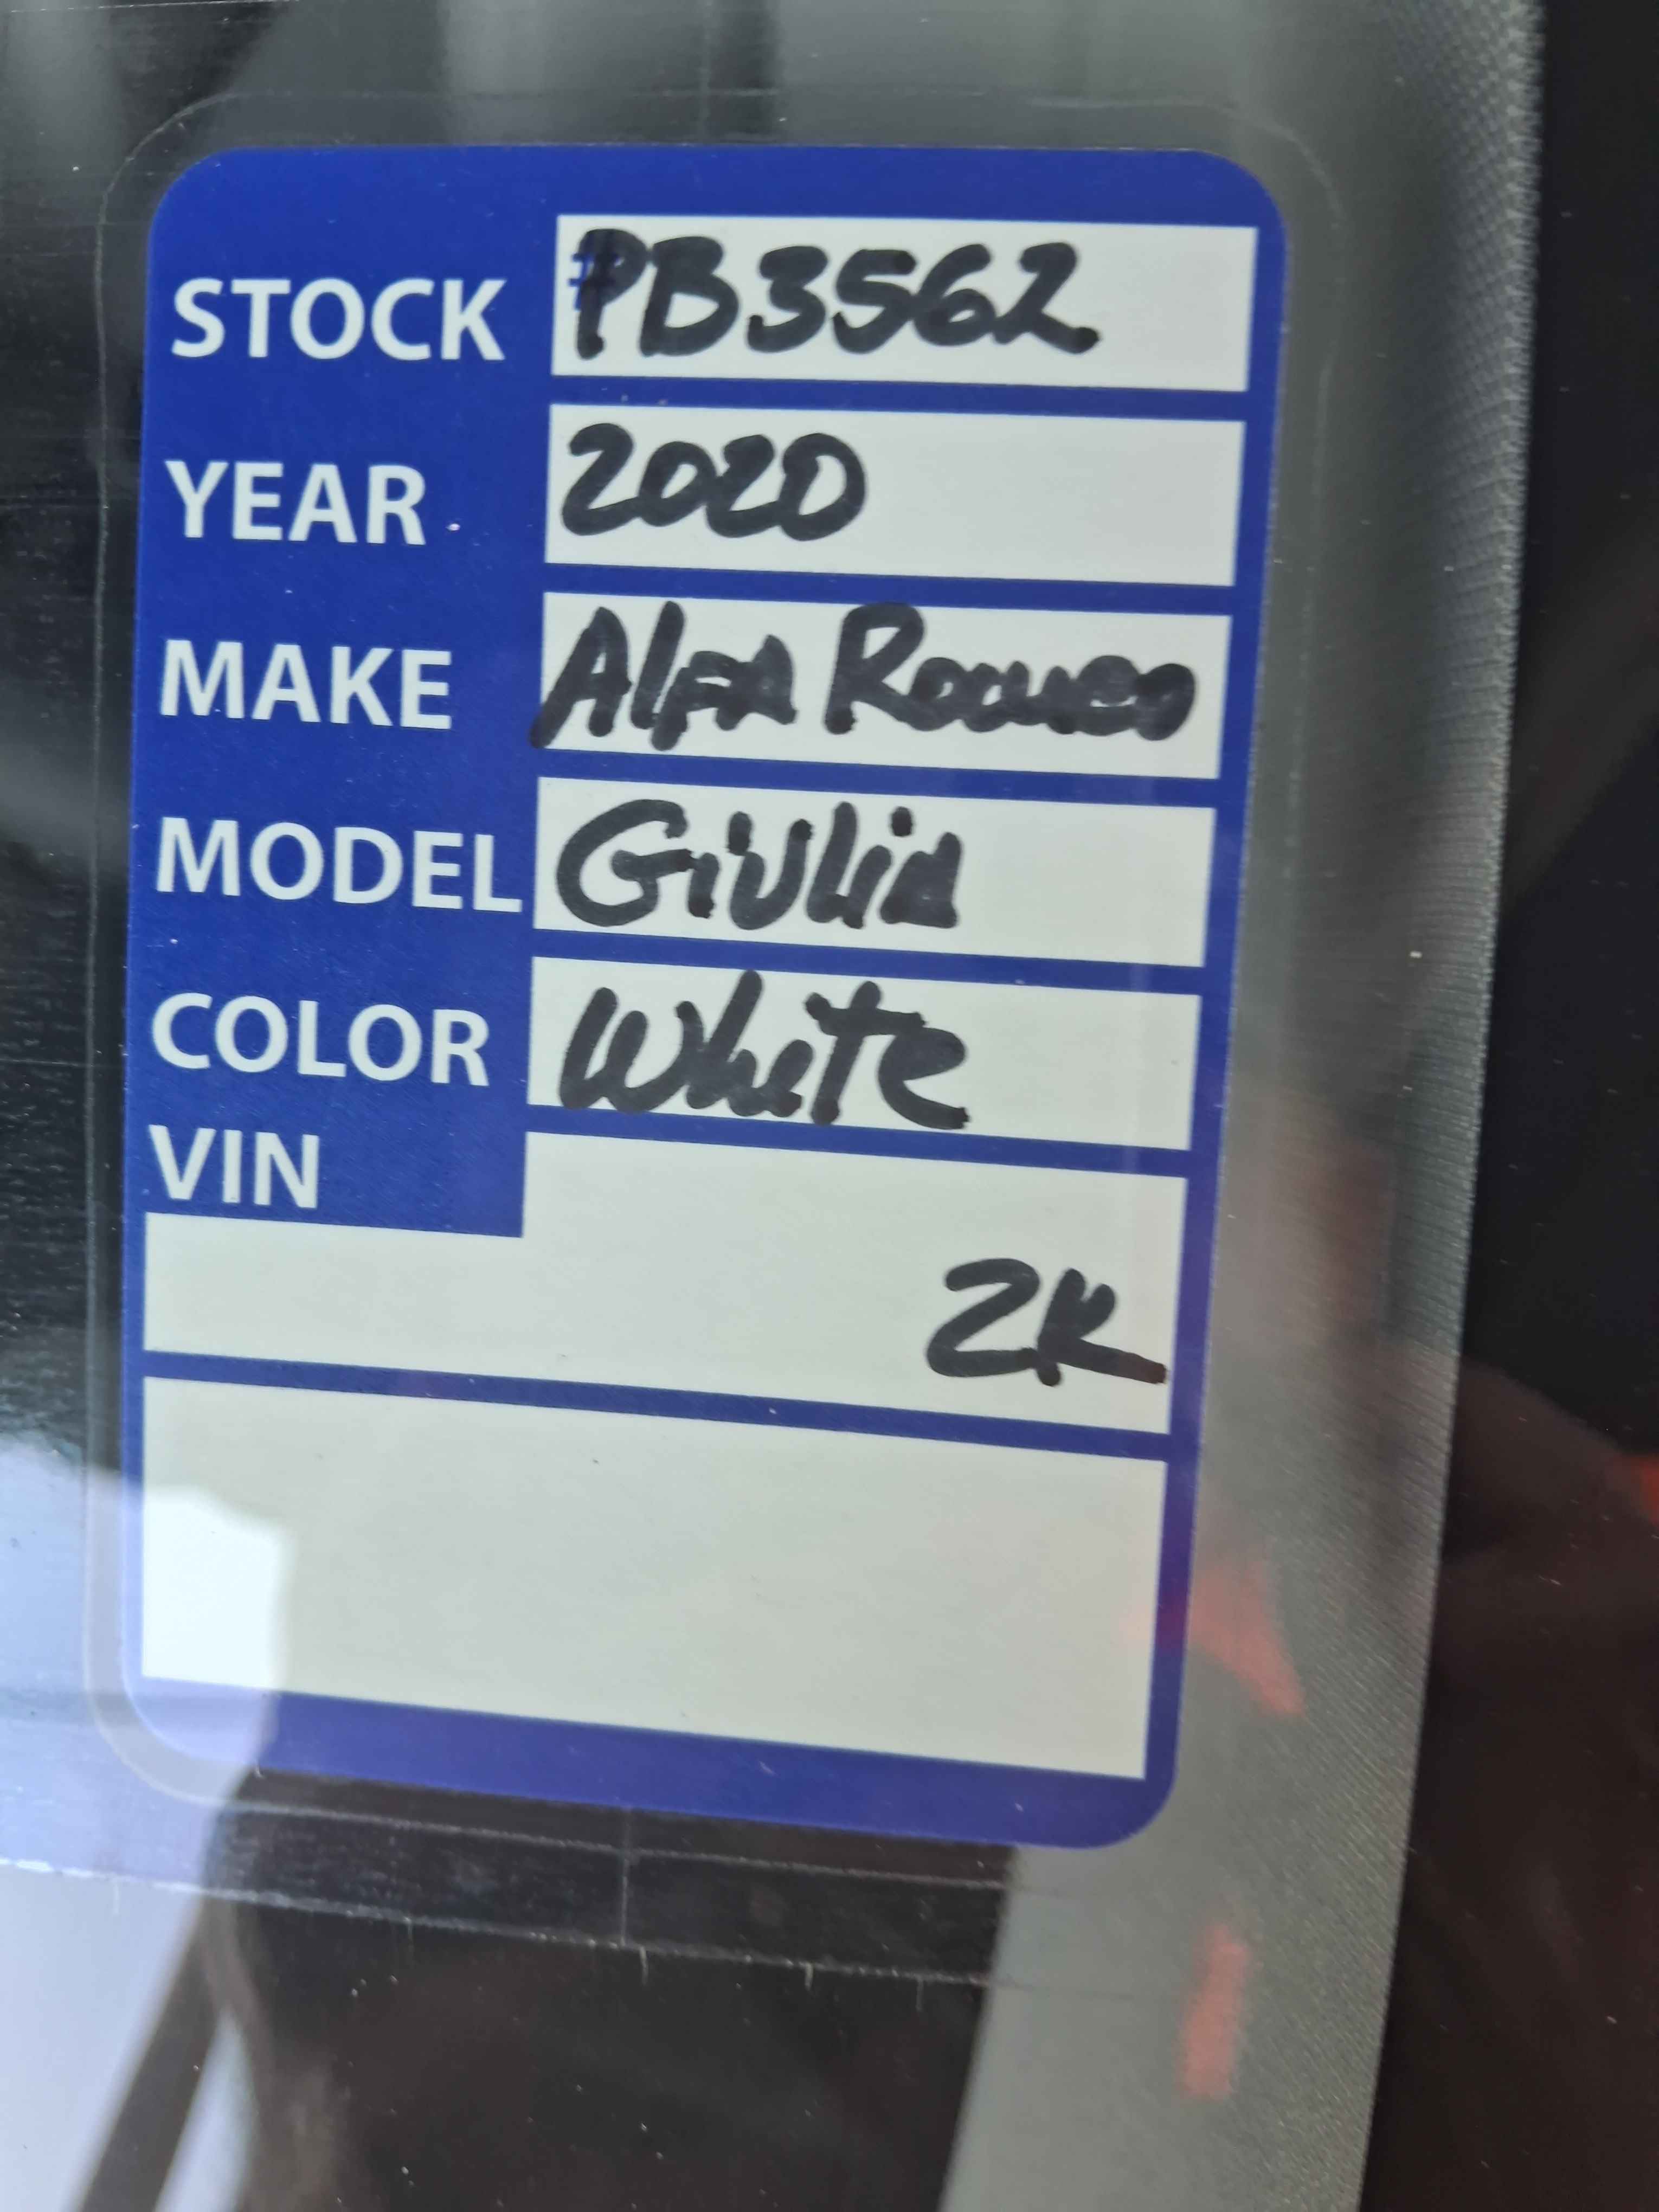 STOCK #PB3562
YEAR 2020
MAKE Alfa Romeo
MODEL Giulia
COLOR White
VIN
2K